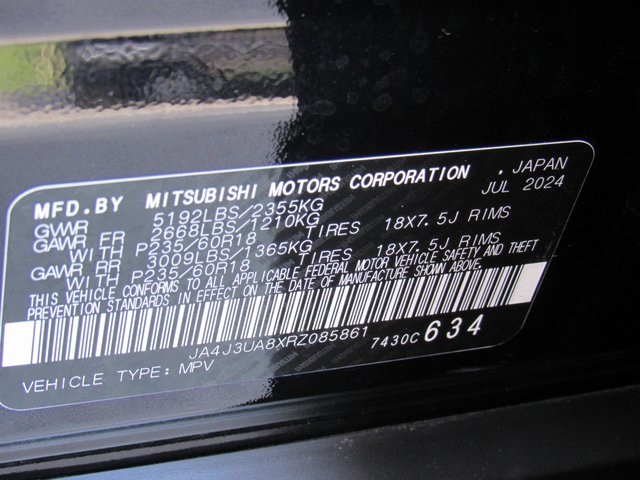 MFD.BY MITSUBISHI MOTORS CORPORATION , JAPAN
JUL 2024
GVWR 5192LBS/2355KG
GAWR FR 2668LBS/1210KG
WITH P235/60R18 TIRES 18X7.5J RIMS
GAWR RR 3009LBS/1365KG
WITH P235/60R18 TIRES 18X7.5J RIMS
THIS VEHICLE CONFORMS TO ALL APPLICABLE FEDERAL MOTOR VEHICLE SAFETY AND THEFT
PREVENTION STANDARDS IN EFFECT ON THE DATE OF MANUFACTURE SHOWN ABOVE.
JA4J3UA8XRZ085861 7430C 634
VEHICLE TYPE: MPV